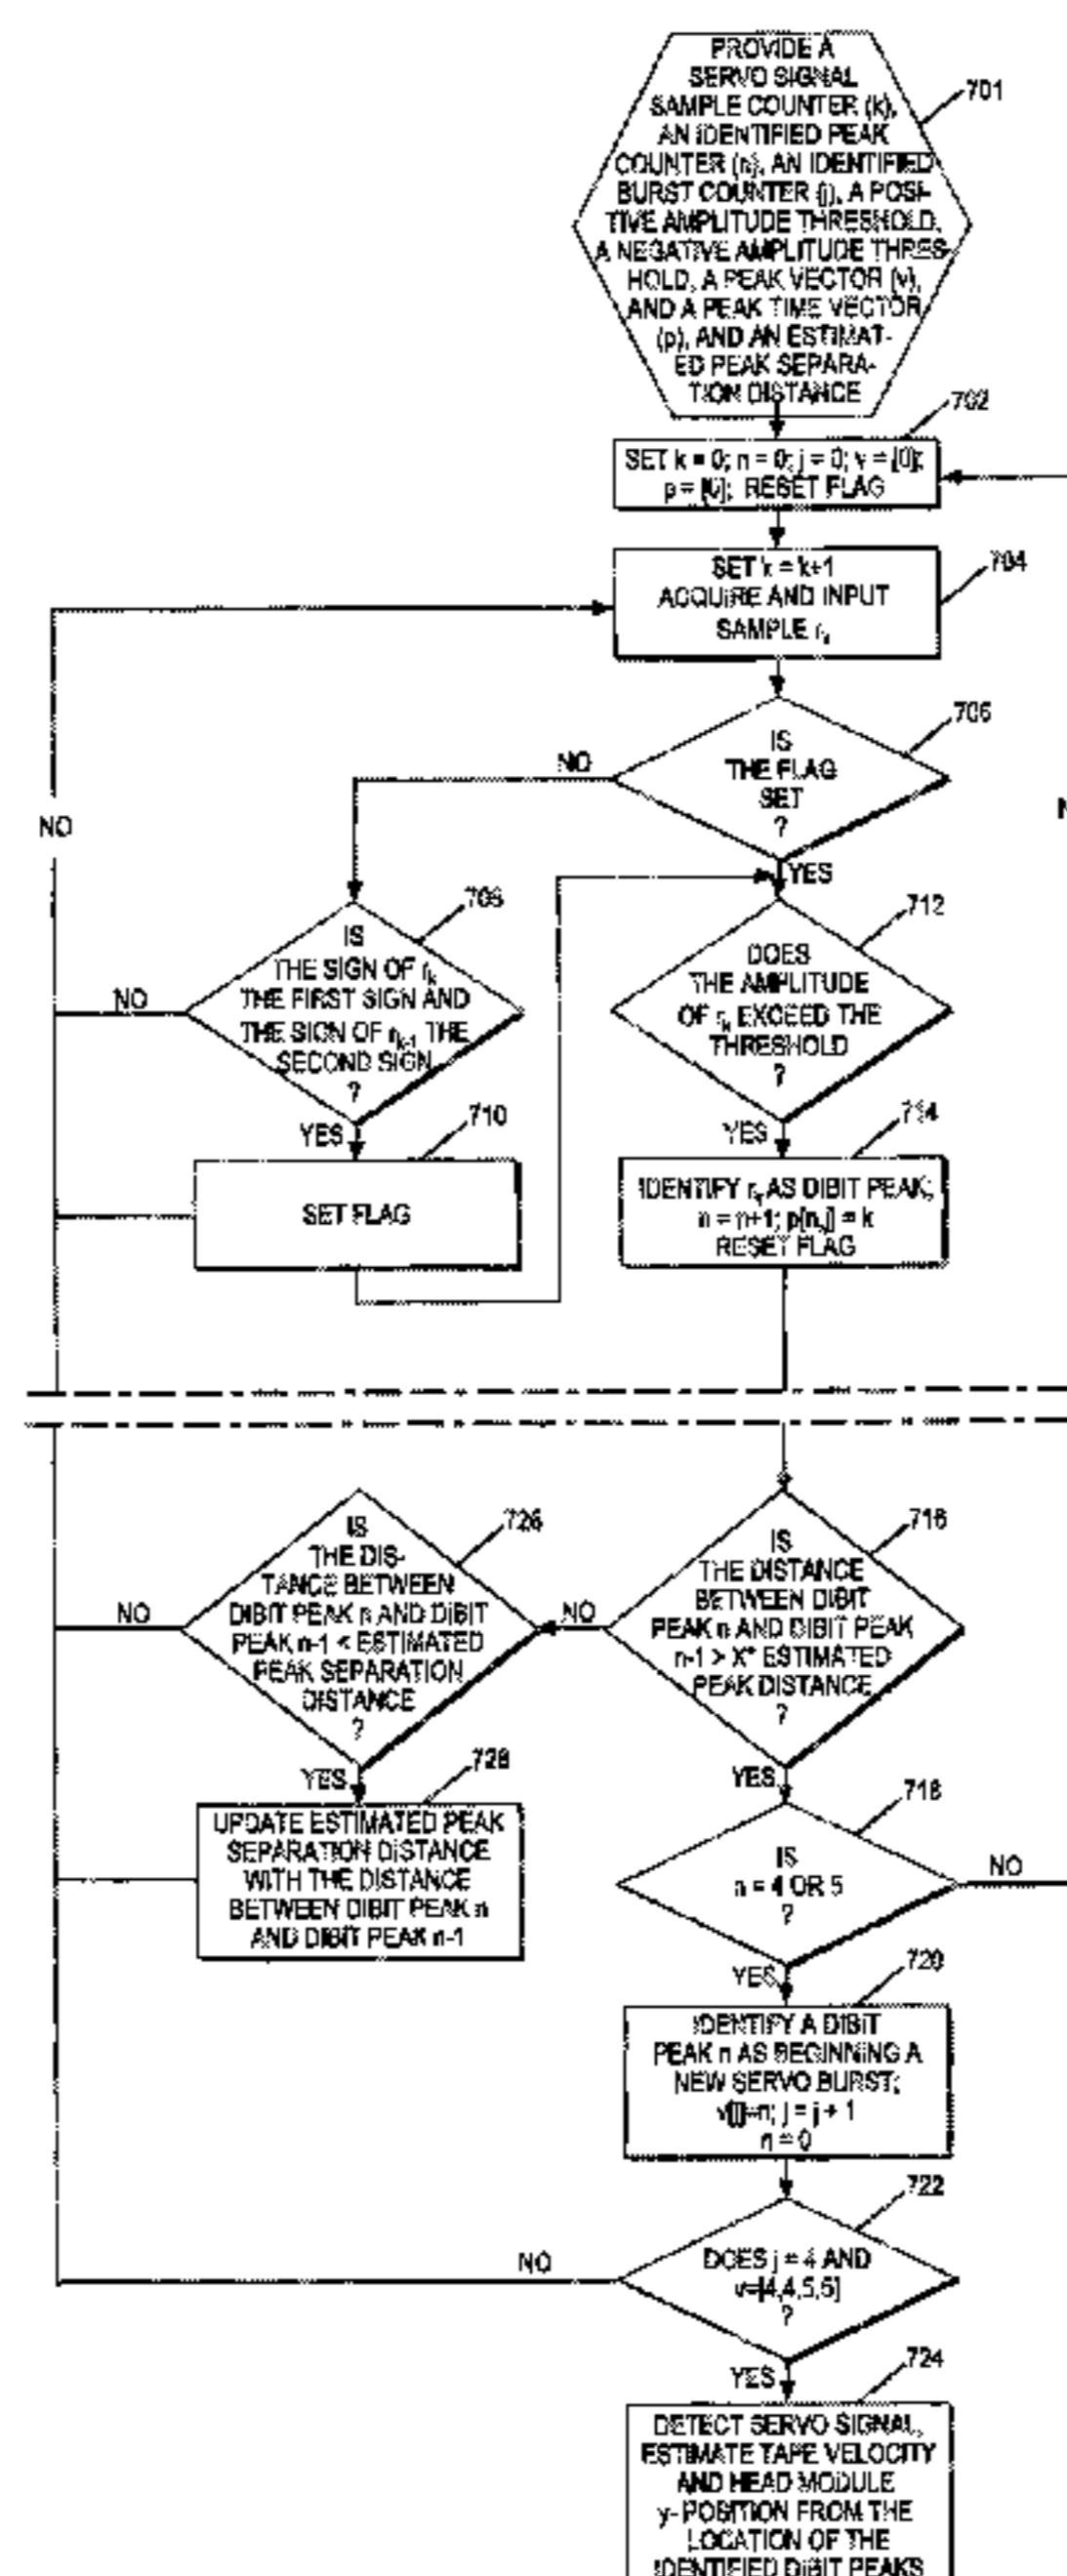 PROVIDE A
SERVO SIGNAL
SAMPLE COUNTER (k),
AN IDENTIFIED PEAK
COUNTER (n), AN IDENTIFIED
BURST COUNTER (j), A POSI-
TIVE AMPLITUDE THRESHOLD,
A NEGATIVE AMPLITUDE THRES-
HOLD, A PEAK VECTOR (v),
AND A PEAK TIME VECTOR
(p), AND AN ESTIMAT-
ED PEAK SEPARA-
TION DISTANCE
701
702
SET k = 0; n = 0; j = 0; v = [0];
p = [0]; RESET FLAG
704
SET k = k+1
ACQUIRE AND INPUT
SAMPLE rk
706
IS
THE FLAG
SET
?
NO
YES
NO
708
IS
THE SIGN OF rk
THE FIRST SIGN AND
THE SIGN OF rk-1 THE
SECOND SIGN
?
NO
YES
710
SET FLAG
712
DOES
THE AMPLITUDE
OF rk EXCEED THE
THRESHOLD
?
YES
714
IDENTIFY rk AS DIBIT PEAK;
n = n+1; p[n,j] = k
RESET FLAG
716
IS
THE DISTANCE
BETWEEN DIBIT
PEAK n AND DIBIT PEAK
n-1 > X* ESTIMATED
PEAK DISTANCE
?
NO
YES
726
IS
THE DIS-
TANCE BETWEEN
DIBIT PEAK n AND DIBIT
PEAK n-1 < ESTIMATED
PEAK SEPARATION
DISTANCE
?
NO
YES
728
UPDATE ESTIMATED PEAK
SEPARATION DISTANCE
WITH THE DISTANCE
BETWEEN DIBIT PEAK n
AND DIBIT PEAK n-1
718
IS
n = 4 OR 5
?
NO
YES
720
IDENTIFY A DIBIT
PEAK n AS BEGINNING A
NEW SERVO BURST;
v[j]=n; j = j + 1
n = 0
722
DOES j = 4 AND
v=[4,4,5,5]
?
NO
YES
724
DETECT SERVO SIGNAL,
ESTIMATE TAPE VELOCITY
AND HEAD MODULE
y- POSITION FROM THE
LOCATION OF THE
IDENTIFIED DIBIT PEAKS